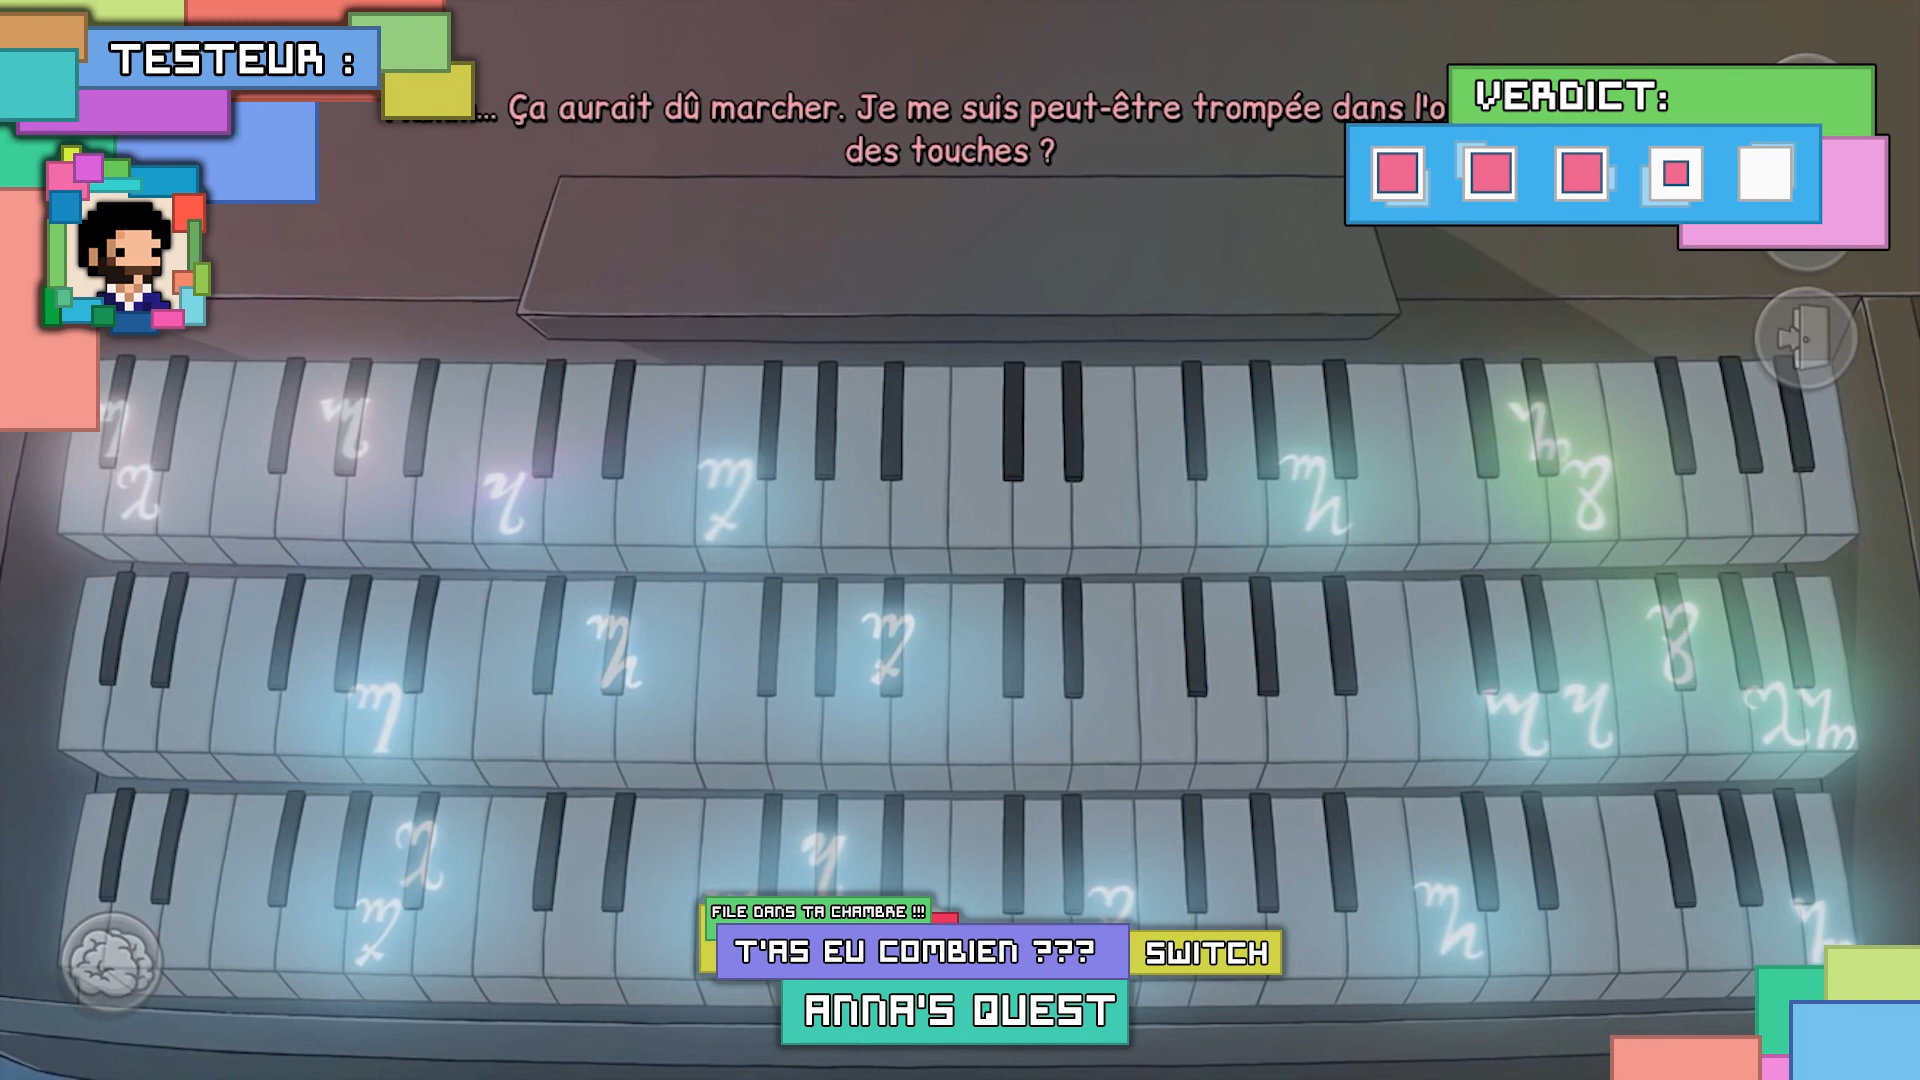 TESTEUR :
VERDICT:
... Ça aurait dû marcher. Je me suis peut-être trompée dans l'o
des touches ?
FILE DANS TA CHAMBRE !!!
T'AS EU COMBIEN ???
SWITCH
ANNA'S QUEST